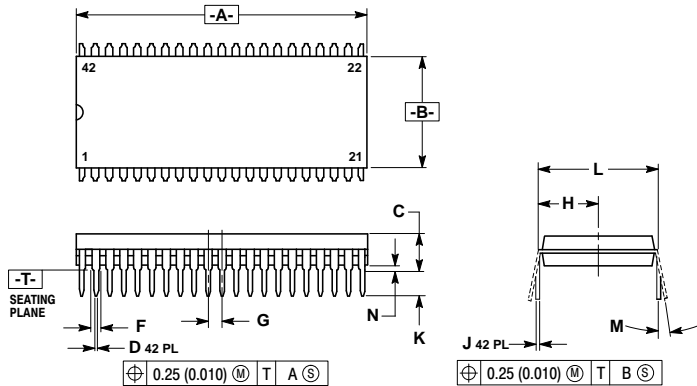 -A-
42 22
-B-
1 21
L
H
C
-T-
SEATING
PLANE
F
G
N
K
M
D 42 PL
J 42 PL
⌖ 0.25 (0.010) Ⓜ T A Ⓢ
⌖ 0.25 (0.010) Ⓜ T B Ⓢ